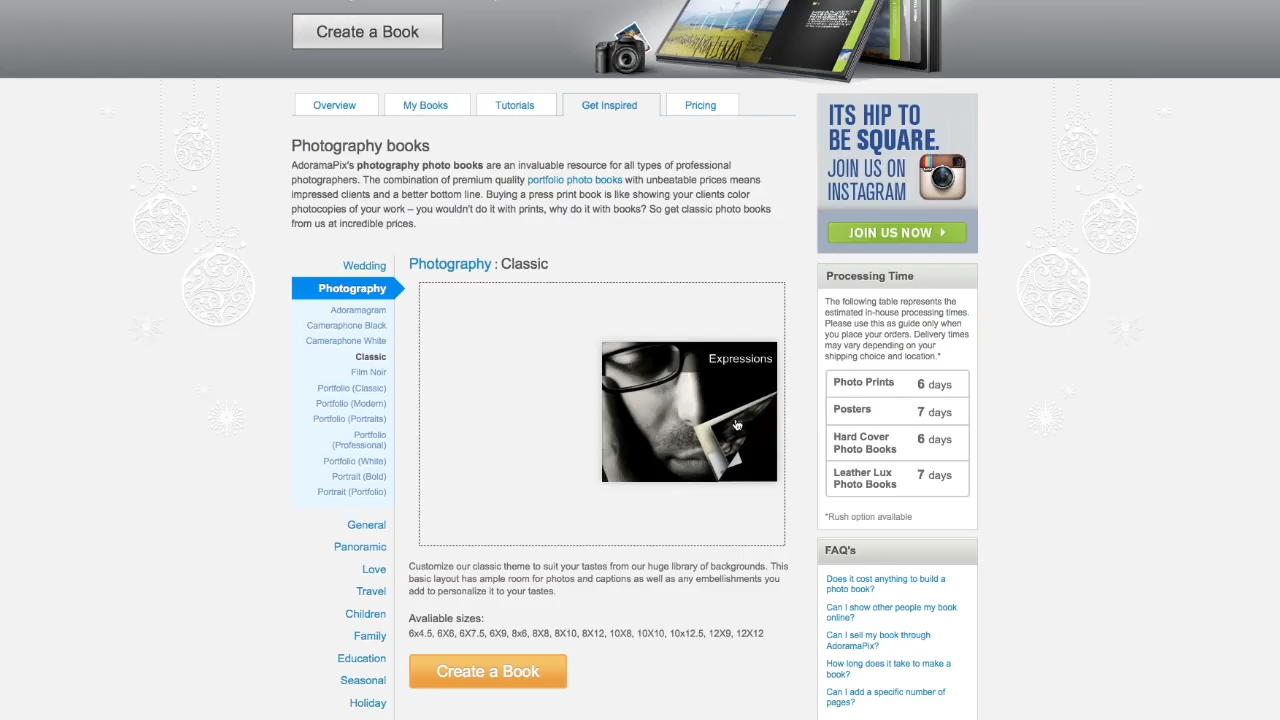 Create a Book
Overview
My Books
Tutorials
Get Inspired
Pricing
Photography books
AdoramaPix's photography photo books are an invaluable resource for all types of professional
photographers. The combination of premium quality portfolio photo books with unbeatable prices means
impressed clients and a better bottom line. Buying a press print book is like showing your clients color
photocopies of your work – you wouldn't do it with prints, why do it with books? So get classic photo books
from us at incredible prices.
Wedding
Photography
Adoramagram
Cameraphone Black
Cameraphone White
Classic
Film Noir
Portfolio (Classic)
Portfolio (Modern)
Portfolio (Portraits)
Portfolio
(Professional)
Portfolio (White)
Portrait (Bold)
Portrait (Portfolio)
General
Panoramic
Love
Travel
Children
Family
Education
Seasonal
Holiday
Photography : Classic
Expressions
Customize our classic theme to suit your tastes from our huge library of backgrounds. This
basic layout has ample room for photos and captions as well as any embellishments you
add to personalize it to your tastes.
Available sizes:
6x4.5, 6X6, 6X7.5, 6X9, 8x6, 8X8, 8X10, 8X12, 10X8, 10X10, 10x12.5, 12X9, 12X12
Create a Book
ITS HIP TO
BE SQUARE.
JOIN US ON
INSTAGRAM
JOIN US NOW
Processing Time
The following table represents the
estimated in-house processing times.
Please use this as guide only when
you place your orders. Delivery times
may vary depending on your
shipping choice and location.*
Photo Prints 6 days
Posters 7 days
Hard Cover
Photo Books 6 days
Leather Lux
Photo Books 7 days
*Rush option available
FAQ's
Does it cost anything to build a
photo book?
Can I show other people my book
online?
Can I sell my book through
AdoramaPix?
How long does it take to make a
book?
Can I add a specific number of
pages?